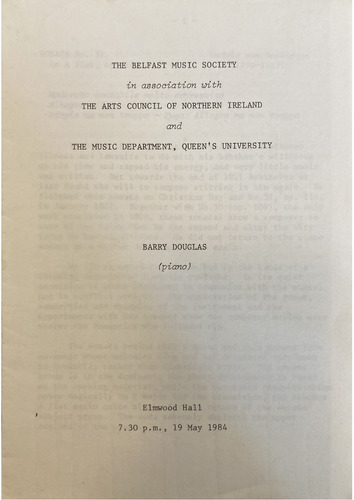 THE BELFAST MUSIC SOCIETY
in association with
THE ARTS COUNCIL OF NORTHERN IRELAND
and
THE MUSIC DEPARTMENT, QUEEN'S UNIVERSITY
BARRY DOUGLAS
(piano)
Elmwood Hall
7.30 p.m., 19 May 1984